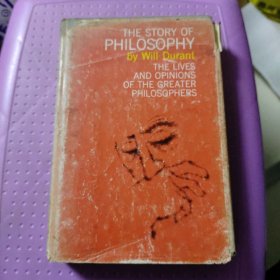 THE STORY OF
PHILOSOPHY
by Will Durant
THE LIVES
AND OPINIONS
OF THE GREATER
PHILOSOPHERS